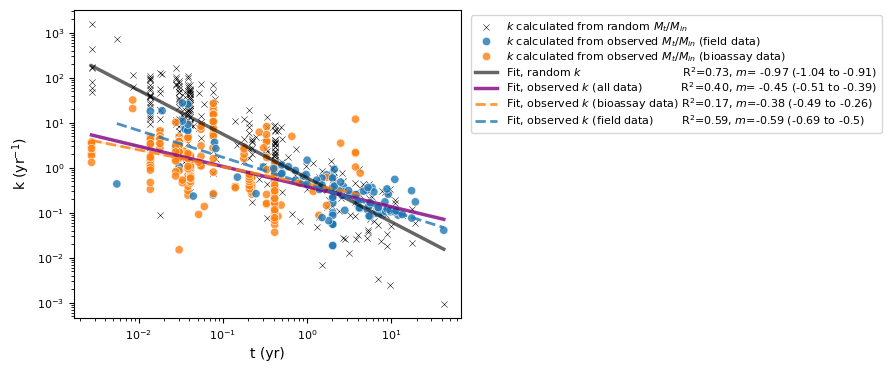 10³
10²
10¹
10⁰
10⁻¹
10⁻²
10⁻³
k (yr⁻¹)
10⁻² 10⁻¹ 10⁰ 10¹
t (yr)
k calculated from random Mₜ/Mᵢₙ
k calculated from observed Mₜ/Mᵢₙ (field data)
k calculated from observed Mₜ/Mᵢₙ (bioassay data)
Fit, random k R²=0.73, m= -0.97 (-1.04 to -0.91)
Fit, observed k (all data) R²=0.40, m= -0.45 (-0.51 to -0.39)
Fit, observed k (bioassay data) R²=0.17, m=-0.38 (-0.49 to -0.26)
Fit, observed k (field data) R²=0.59, m=-0.59 (-0.69 to -0.5)